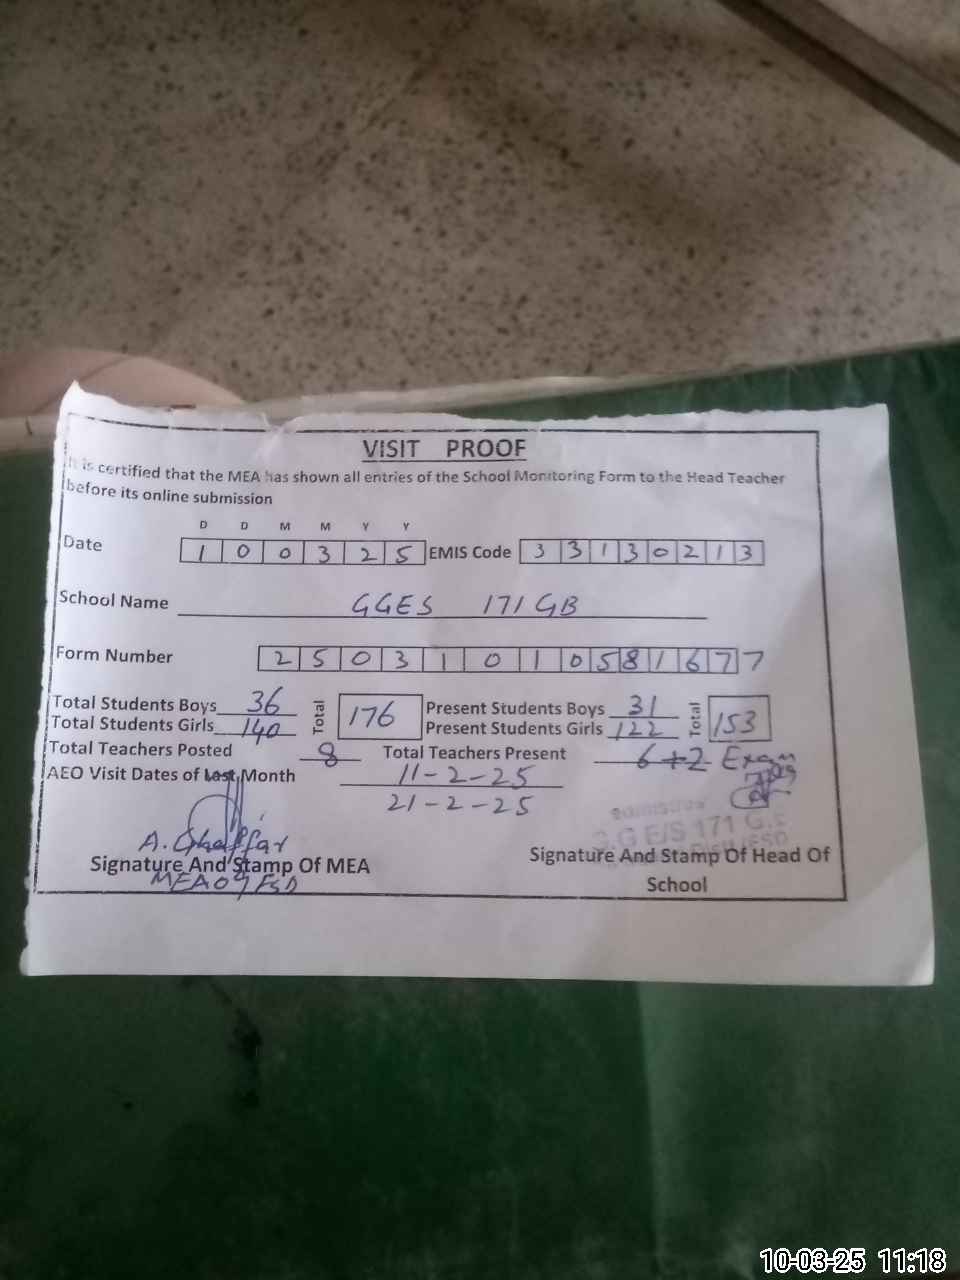 VISIT PROOF
It is certified that the MEA has shown all entries of the School Monitoring Form to the Head Teacher
before its online submission
D D M M Y Y
Date 1 0 0 3 2 5 EMIS Code 3 3 1 3 0 2 1 3
School Name GGES 171 GB
Form Number 2 5 0 3 1 0 1 0 5 8 1 6 7 7
Total Students Boys 36 Total 176 Present Students Boys 31 Total 153
Total Students Girls 140 Present Students Girls 122
Total Teachers Posted 8 Total Teachers Present 6+2 Exam
AEO Visit Dates of Last Month 11-2-25
21-2-25
A. Ghaffar
G.G E/S 171 G.B
Signature And Stamp Of MEA Signature And Stamp Of Head Of
School
MEA 09 FSD
10-03-25 11:18